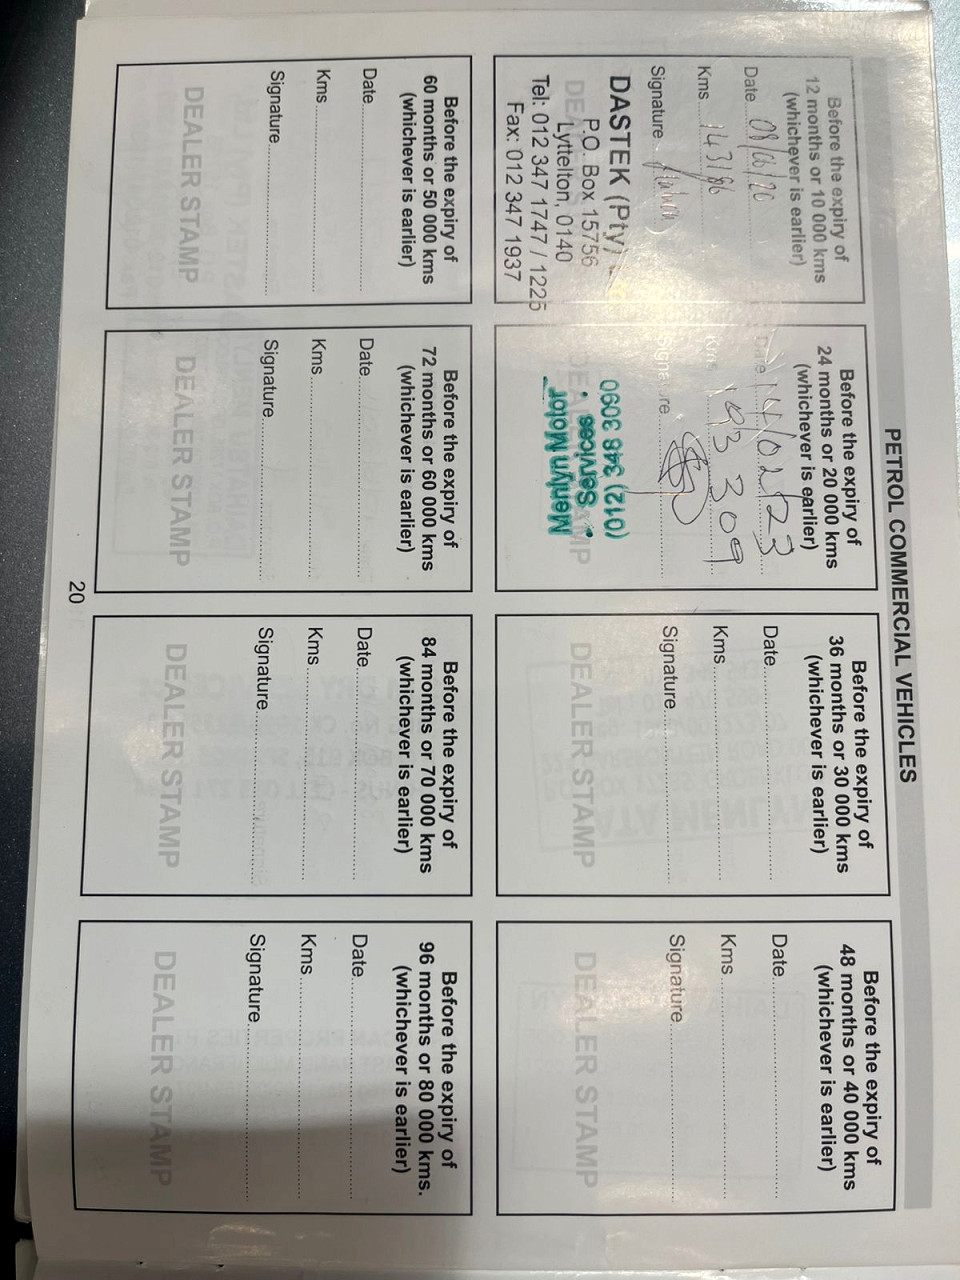 PETROL COMMERCIAL VEHICLES
Before the expiry of
12 months or 10 000 kms
(whichever is earlier)
Date
Kms 143186
Signature
DEALER STAMP
DASTEK (Pty)
P.O. Box 15756
Lyttelton, 0140
Tel: 012 347 1747 / 1225
Fax: 012 347 1937
Before the expiry of
24 months or 20 000 kms
(whichever is earlier)
Date 14/02/23
Kms 193 309
Signature
DEALER STAMP
Menlyn Motor
Services
(012) 348 3090
Before the expiry of
36 months or 30 000 kms
(whichever is earlier)
Date
Kms
Signature
DEALER STAMP
Before the expiry of
48 months or 40 000 kms
(whichever is earlier)
Date
Kms
Signature
DEALER STAMP
Before the expiry of
60 months or 50 000 kms
(whichever is earlier)
Date
Kms
Signature
DEALER STAMP
Before the expiry of
72 months or 60 000 kms
(whichever is earlier)
Date
Kms
Signature
DEALER STAMP
Before the expiry of
84 months or 70 000 kms
(whichever is earlier)
Date
Kms
Signature
DEALER STAMP
Before the expiry of
96 months or 80 000 kms.
(whichever is earlier)
Date
Kms
Signature
DEALER STAMP
20